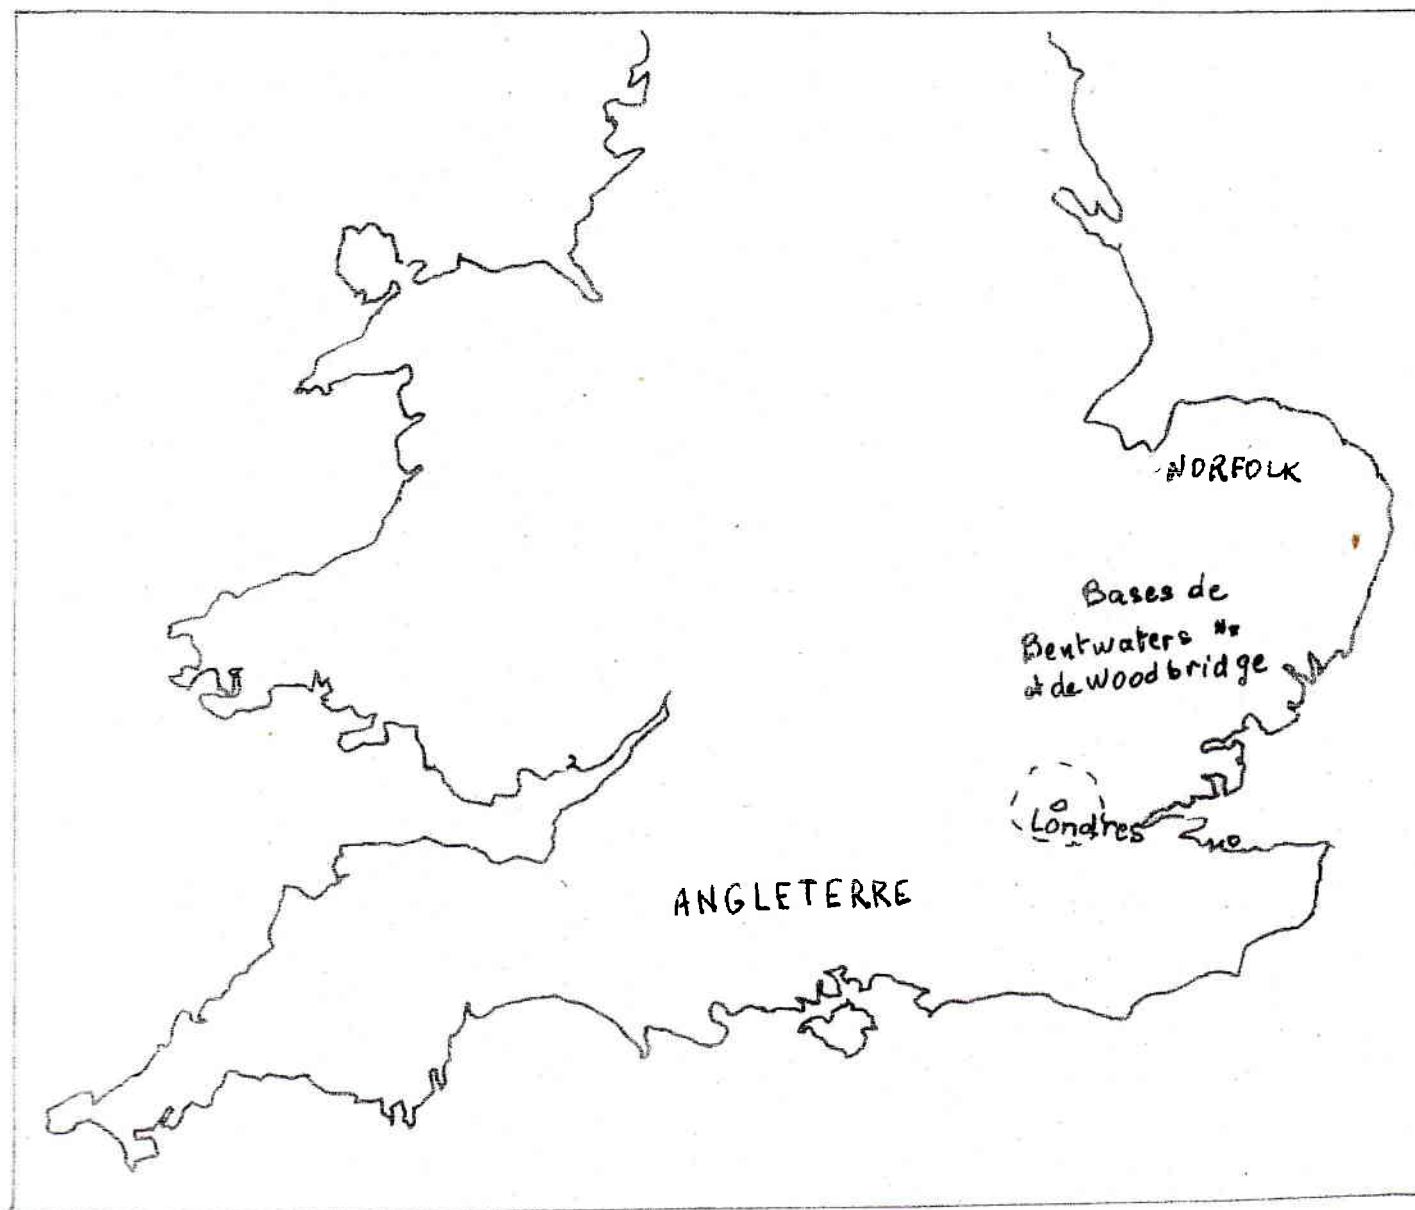 NORFOLK
Bases de
Bentwaters
et de Woodbridge
Londres
ANGLETERRE